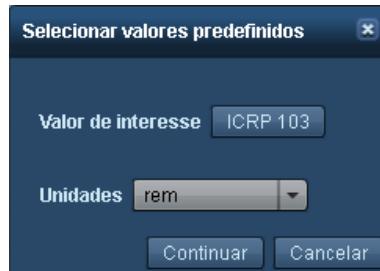 Selecionar valores predefinidos
Valor de interesse ICRP 103
Unidades rem
Continuar Cancelar